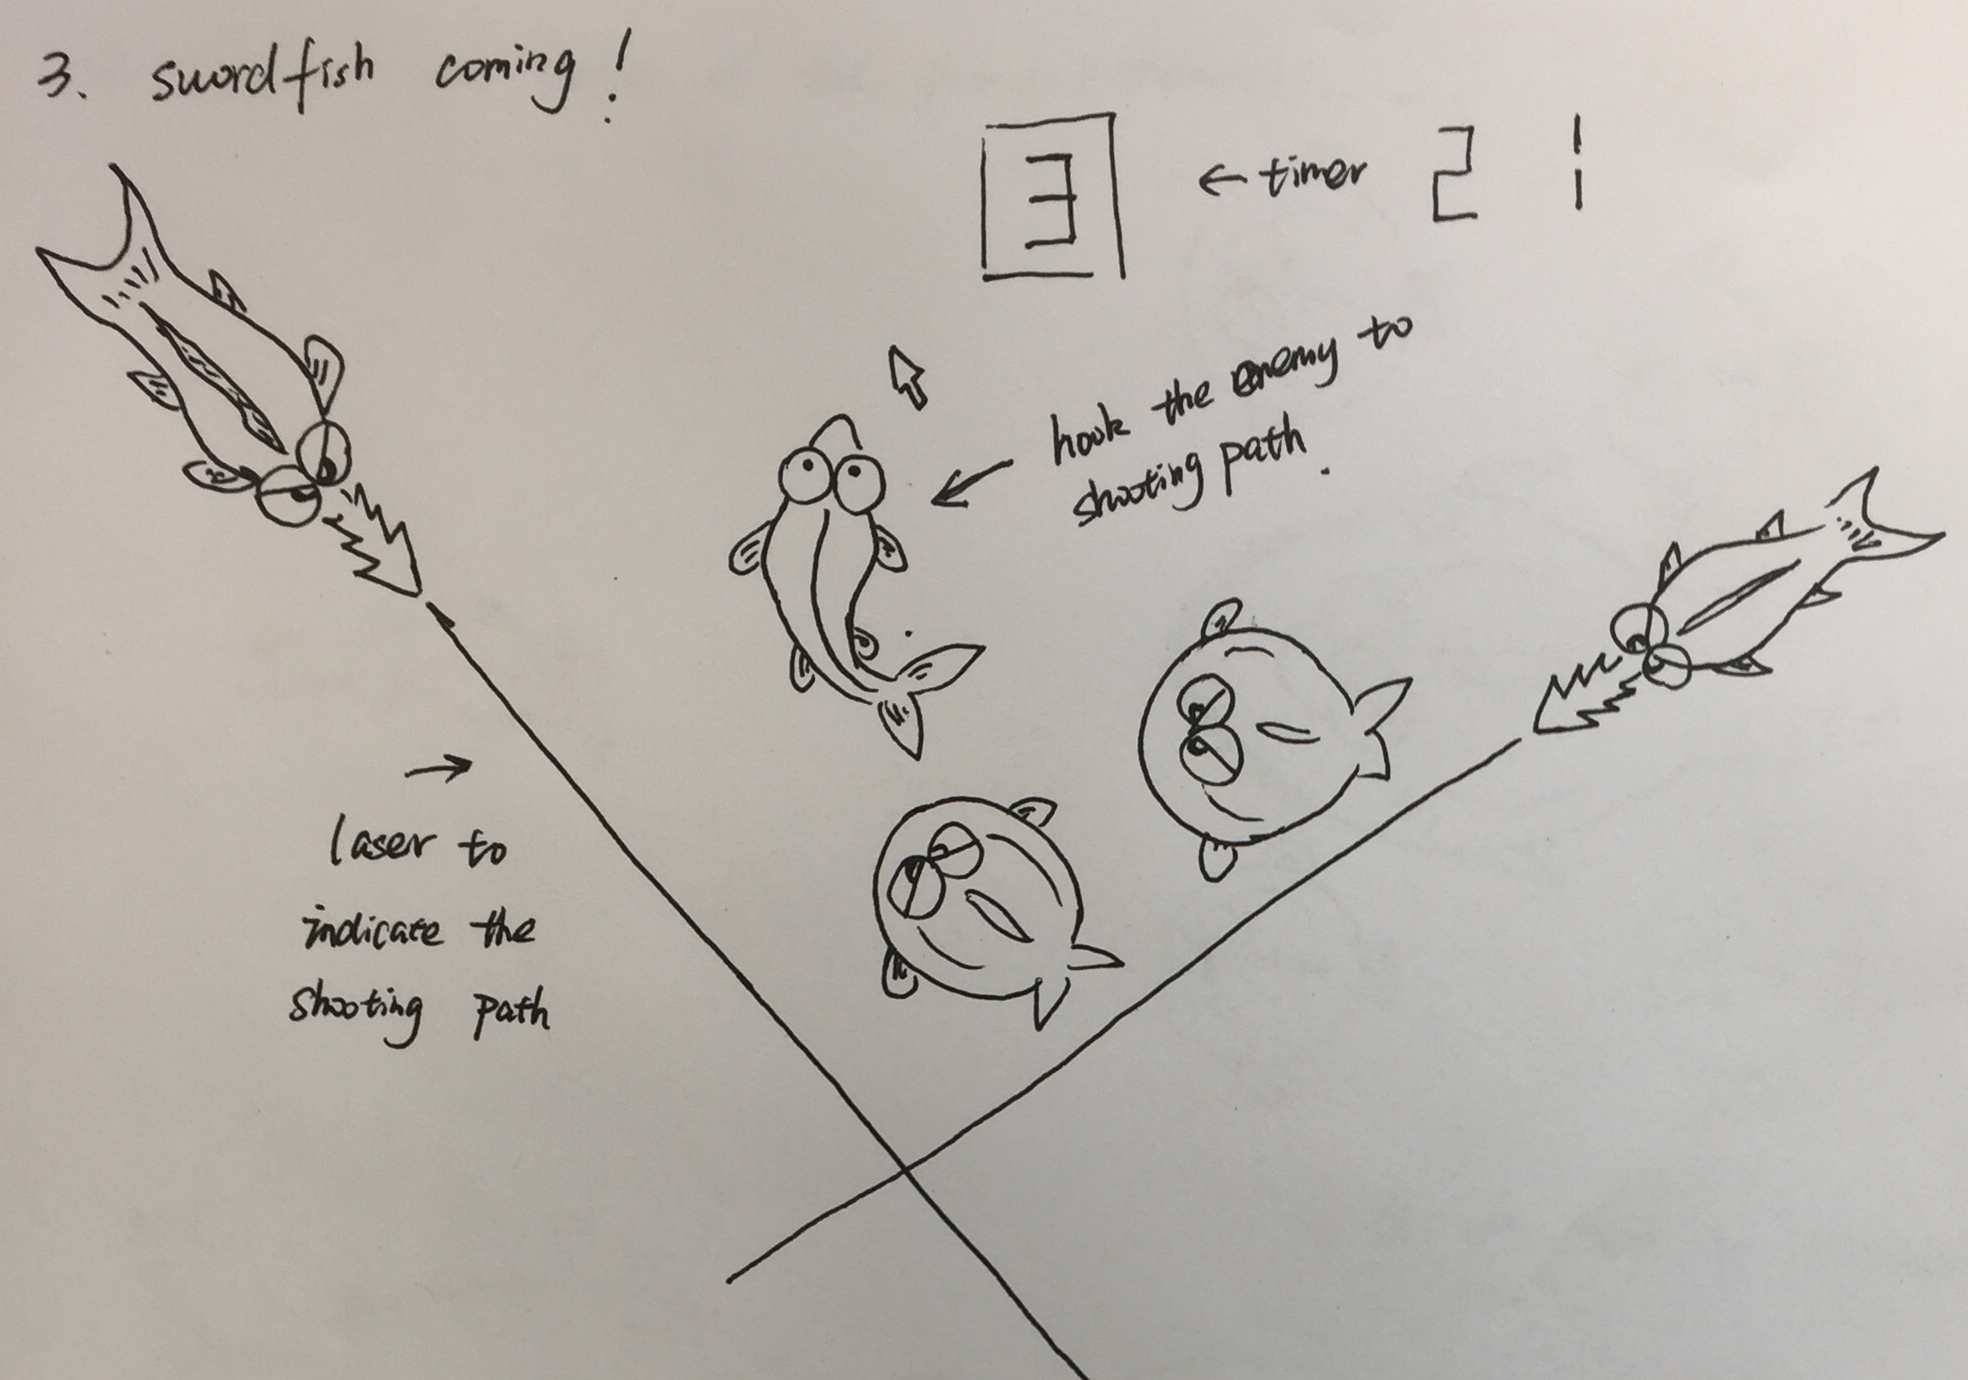 3. swordfish coming!
3 ← timer 2 1
hook the enemy to
shooting path.
laser to
indicate the
shooting path